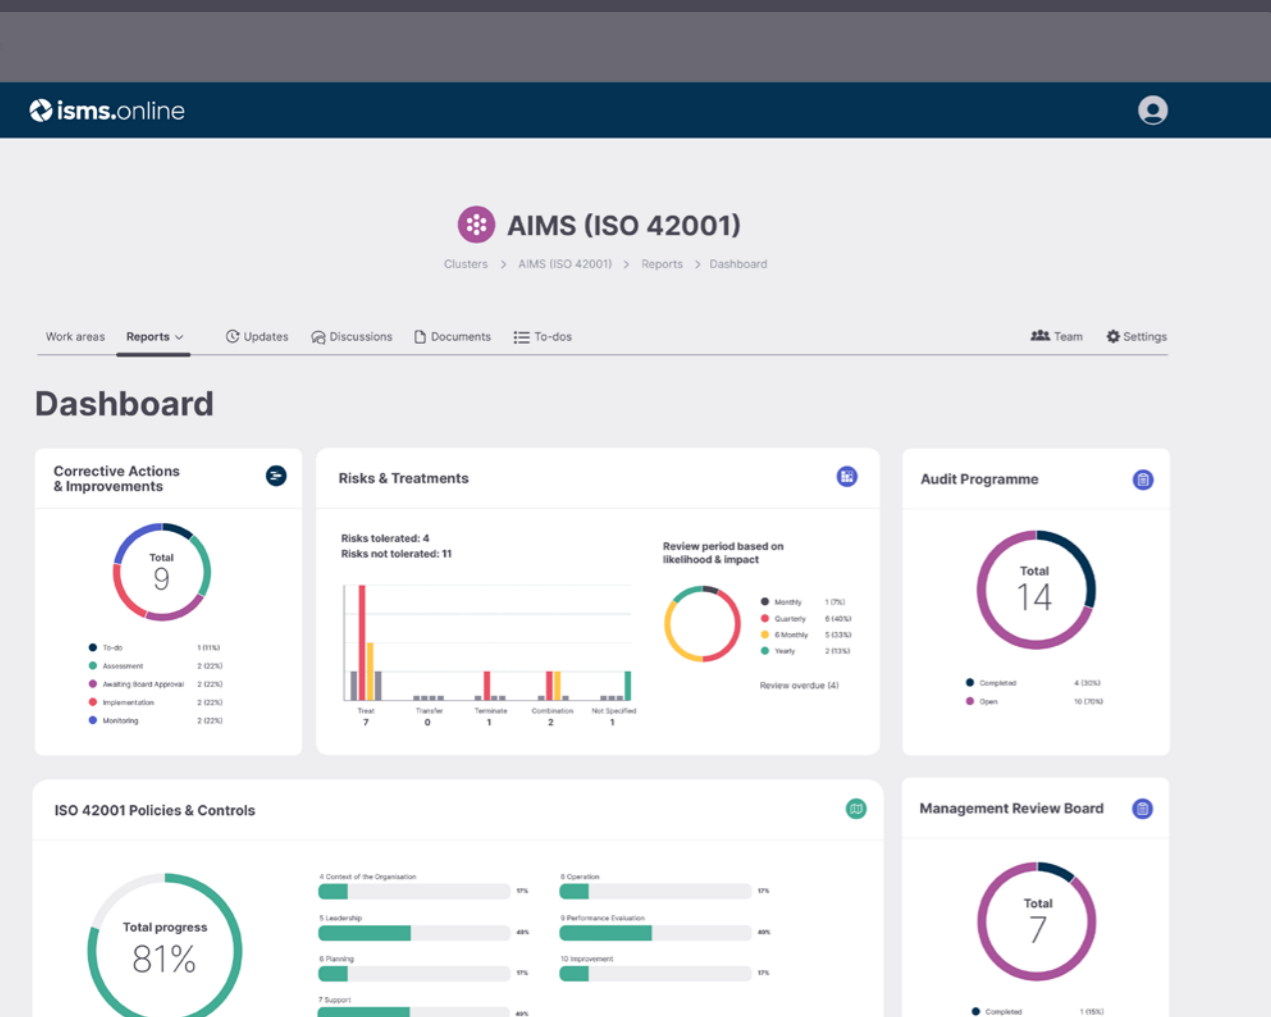 isms.online
AIMS (ISO 42001)
Clusters > AIMS (ISO 42001) > Reports > Dashboard
Work areas Reports Updates Discussions Documents To-dos Team Settings
Dashboard
Corrective Actions
& Improvements
Total
9
To-do 1 (11%)
Assessment 2 (22%)
Awaiting Board Approval 2 (22%)
Implementation 2 (22%)
Monitoring 2 (22%)
Risks & Treatments
Risks tolerated: 4
Risks not tolerated: 11
Treat Transfer Terminate Combination Not Specified
7 0 1 2 1
Review period based on
likelihood & impact
Monthly 1 (7%)
Quarterly 6 (40%)
6 Monthly 5 (33%)
Yearly 2 (13%)
Review overdue (4)
Audit Programme
Total
14
Completed 4 (30%)
Open 10 (70%)
ISO 42001 Policies & Controls
Total progress
81%
4 Context of the Organisation
17%
5 Leadership
49%
6 Planning
17%
7 Support
49%
8 Operation
17%
9 Performance Evaluation
49%
10 Improvement
17%
Management Review Board
Total
7
Completed 1 (15%)